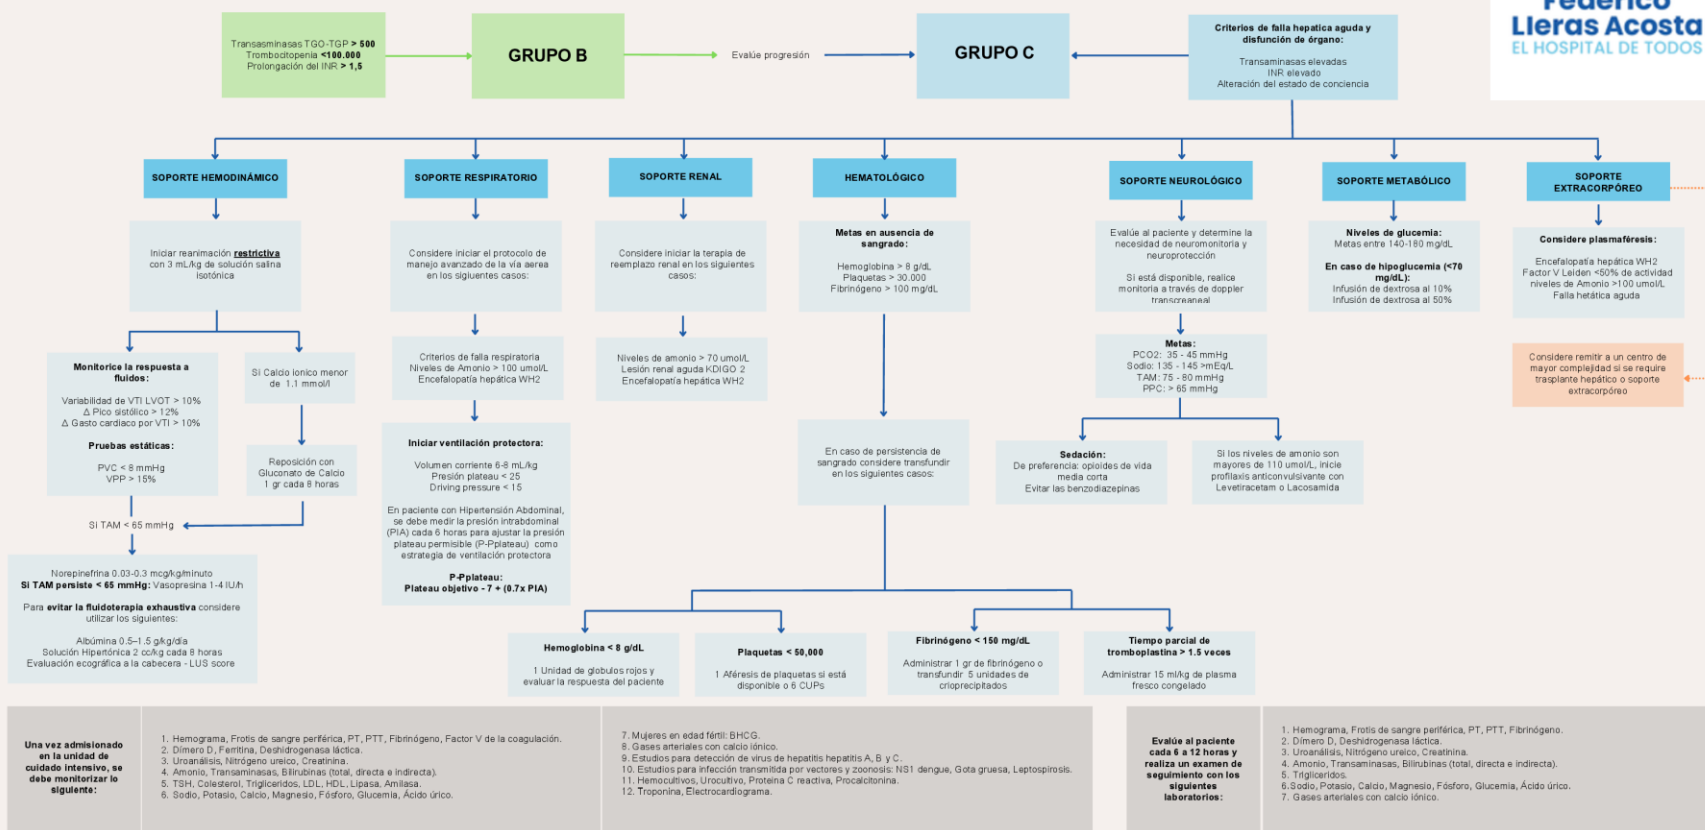 Federico
Lleras Acosta
EL HOSPITAL DE TODOS
Transasminasas TGO-TGP > 500
Trombocitopenia <100.000
Prolongación del INR > 1,5
GRUPO B
Evalúe progresión
GRUPO C
Criterios de falla hepatica aguda y
disfunción de órgano:
Transaminasas elevadas
INR elevado
Alteración del estado de conciencia
SOPORTE HEMODINÁMICO
Iniciar reanimación restrictiva
con 3 mL/kg de solución salina
isotónica
Monitorice la respuesta a
fluidos:
Variabilidad de VTI LVOT > 10%
Δ Pico sistólico > 12%
Δ Gasto cardiaco por VTI > 10%
Pruebas estáticas:
PVC < 8 mmHg
VPP > 15%
Si Calcio ionico menor
de 1.1 mmol/l
Reposición con
Gluconato de Calcio
1 gr cada 8 horas
Si TAM < 65 mmHg
Norepinefrina 0.03-0.3 mcg/kg/minuto
Si TAM persiste < 65 mmHg: Vasopresina 1-4 IU/h
Para evitar la fluidoterapia exhaustiva considere
utilizar los siguientes:
Albúmina 0.5–1.5 g/kg/día
Solución Hipertónica 2 cc/kg cada 8 horas
Evaluación ecográfica a la cabecera - LUS score
SOPORTE RESPIRATORIO
Considere iniciar el protocolo de
manejo avanzado de la vía aerea
en los sigiuentes casos:
Criterios de falla respiratoria
Niveles de Amonio > 100 umol/L
Encefalopatía hepática WH2
Iniciar ventilación protectora:
Volumen corriente 6-8 mL/kg
Presión plateau < 25
Driving pressure < 15
En paciente con Hipertensión Abdominal,
se debe medir la presión intrabdominal
(PIA) cada 6 horas para ajustar la presión
plateau permisible (P-Pplateau) como
estrategia de ventilación protectora
P-Pplateau:
Plateau objetivo - 7 + (0.7x PIA)
SOPORTE RENAL
Considere iniciar la terapia de
reemplazo renal en los siguientes
casos:
Niveles de amonio > 70 umol/L
Lesión renal aguda KDIGO 2
Encefalopatía hepática WH2
HEMATOLÓGICO
Metas en ausencia de
sangrado:
Hemoglobina > 8 g/dL
Plaquetas > 30.000
Fibrinógeno > 100 mg/dL
En caso de persistencia de
sangrado considere transfundir
en los siguientes casos:
Hemoglobina < 8 g/dL
1 Unidad de globulos rojos y
evaluar la respuesta del paciente
Plaquetas < 50,000
1 Aféresis de plaquetas si está
disponible o 6 CUPs
Fibrinógeno < 150 mg/dL
Administrar 1 gr de fibrinógeno o
transfundir 5 unidades de
crioprecipitados
Tiempo parcial de
tromboplastina > 1.5 veces
Administrar 15 ml/kg de plasma
fresco congelado
SOPORTE NEUROLÓGICO
Evalúe al paciente y determine la
necesidad de neuromonitoria y
neuroprotección
Si está disponible, realice
monitoria a través de doppler
transcreaneal
Metas:
PCO2: 35 - 45 mmHg
Sodio: 135 - 145 >mEq/L
TAM: 75 - 80 mmHg
PPC: > 65 mmHg
Sedación:
De preferencia: opioides de vida
media corta
Evitar las benzodiazepinas
Si los niveles de amonio son
mayores de 110 umol/L, inicie
profilaxis anticonvulsivante con
Levetiracetam o Lacosamida
SOPORTE METABÓLICO
Niveles de glucemia:
Metas entre 140-180 mg/dL
En caso de hipoglucemia (<70
mg/dL):
Infusión de dextrosa al 10%
Infusión de dextrosa al 50%
SOPORTE
EXTRACORPÓREO
Considere plasmaféresis:
Encefalopatía hepática WH2
Factor V Leiden <50% de actividad
niveles de Amonio >100 umol/L
Falla hetática aguda
Considere remitir a un centro de
mayor complejidad si se require
trasplante hepático o soporte
extracorpóreo
Una vez admisionado
en la unidad de
cuidado intensivo, se
debe monitorizar lo
siguiente:
1. Hemograma, Frotis de sangre periférica, PT, PTT, Fibrinógeno, Factor V de la coagulación.
2. Dímero D, Ferritina, Deshidrogenasa láctica.
3. Uroanálisis, Nitrógeno ureico, Creatinina.
4. Amonio, Transaminasas, Bilirubinas (total, directa e indirecta).
5. TSH, Colesterol, Trigliceridos, LDL, HDL, Lipasa, Amilasa.
6. Sodio, Potasio, Calcio, Magnesio, Fósforo, Glucemia, Ácido úrico.
7. Mujeres en edad fértil: BHCG.
8. Gases arteriales con calcio iónico.
9. Estudios para detección de virus de hepatitis hepatitis A, B y C.
10. Estudios para infección transmitida por vectores y zoonosis: NS1 dengue, Gota gruesa, Leptospirosis.
11. Hemocultivos, Urocultivo, Proteina C reactiva, Procalcitonina.
12. Troponina, Electrocardiograma.
Evalúe al paciente
cada 6 a 12 horas y
realiza un examen de
seguimiento con los
siguientes
laboratorios:
1. Hemograma, Frotis de sangre periférica, PT, PTT, Fibrinógeno.
2. Dímero D, Deshidrogenasa láctica.
3. Uroanálisis, Nitrógeno ureico, Creatinina.
4. Amonio, Transaminasas, Bilirubinas (total, directa e indirecta).
5. Trigliceridos.
6. Sodio, Potasio, Calcio, Magnesio, Fósforo, Glucemia, Ácido úrico.
7. Gases arteriales con calcio iónico.